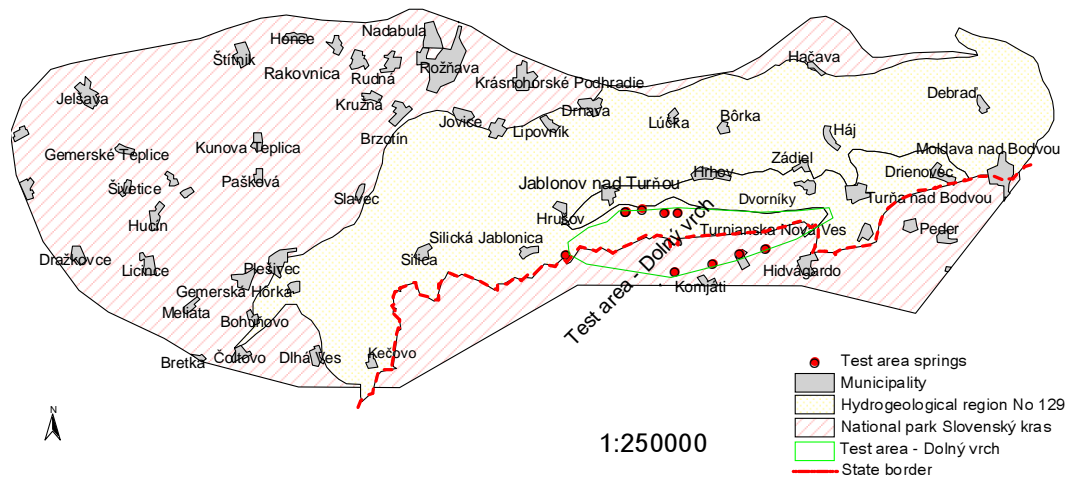 Nadabula
Honce
Štítnik
Rakovnica
Rudná
Rožňava
Krásnohorské Podhradie
Hačava
Jelšava
Kružná
Drnava
Debraď
Brzotín
Jovice
Lipovník
Lúčka
Bôrka
Háj
Gemerské Teplice
Kunova Teplica
Moldava nad Bodvou
Zádiel
Drienovec
Šivetice
Pašková
Slavec
Jablonov nad Turňou
Hrhov
Dvorníky
Turňa nad Bodvou
Hucín
Hrušov
Turnianska Nová Ves
Peder
Dražkovce
Licince
Plešivec
Silica
Silická Jablonica
Test area - Dolný vrch
Hidvágardo
Komjáti
Gemerská Hôrka
Meliata
Bohuňovo
Bretka
Čoltovo
Dlhá Ves
Kečovo
N
1:250000
Test area springs
Municipality
Hydrogeological region No 129
National park Slovenský kras
Test area - Dolný vrch
State border